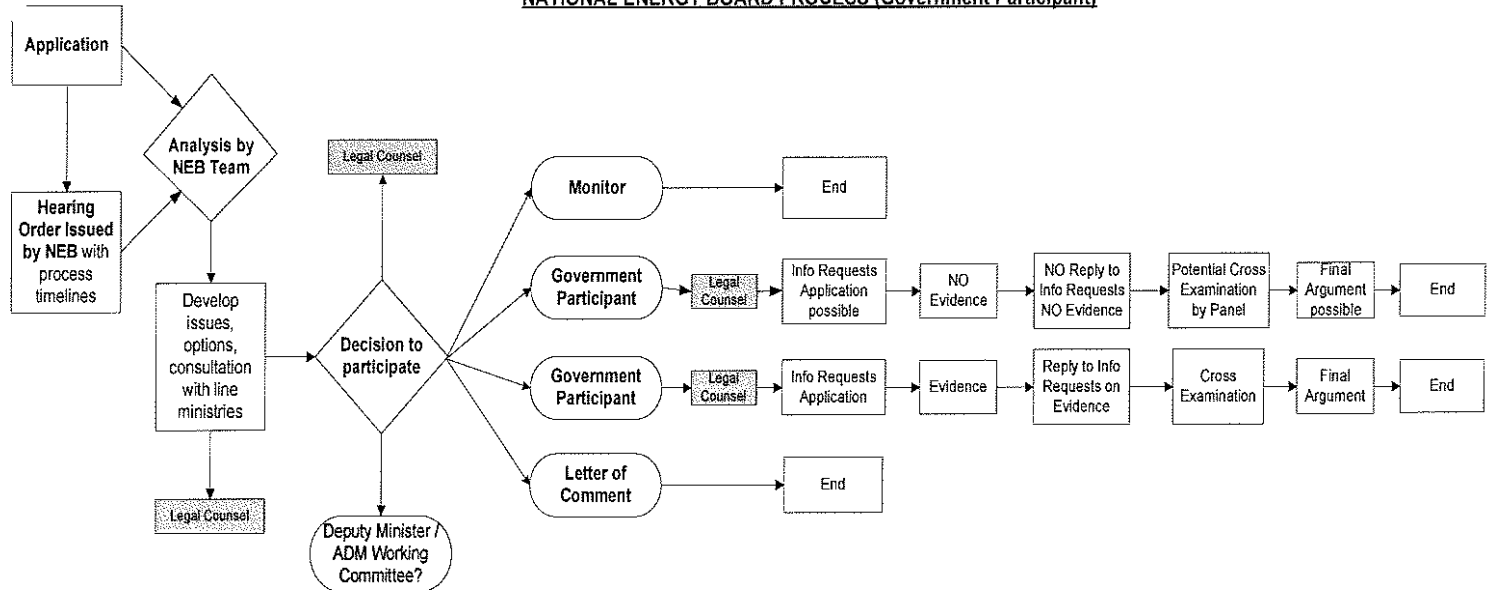 NATIONAL ENERGY BOARD PROCESS (Government Participant)
Application
Hearing
Order Issued
by NEB with
process
timelines
Analysis by
NEB Team
Develop
issues,
options,
consultation
with line
ministries
Legal Counsel
Legal Counsel
Decision to
participate
Deputy Minister /
ADM Working
Committee?
Monitor
End
Government
Participant
Legal
Counsel
Info Requests
Application
possible
NO
Evidence
NO Reply to
Info Requests
NO Evidence
Potential Cross
Examination
by Panel
Final
Argument
possible
End
Government
Participant
Legal
Counsel
Info Requests
Application
Evidence
Reply to Info
Requests on
Evidence
Cross
Examination
Final
Argument
End
Letter of
Comment
End